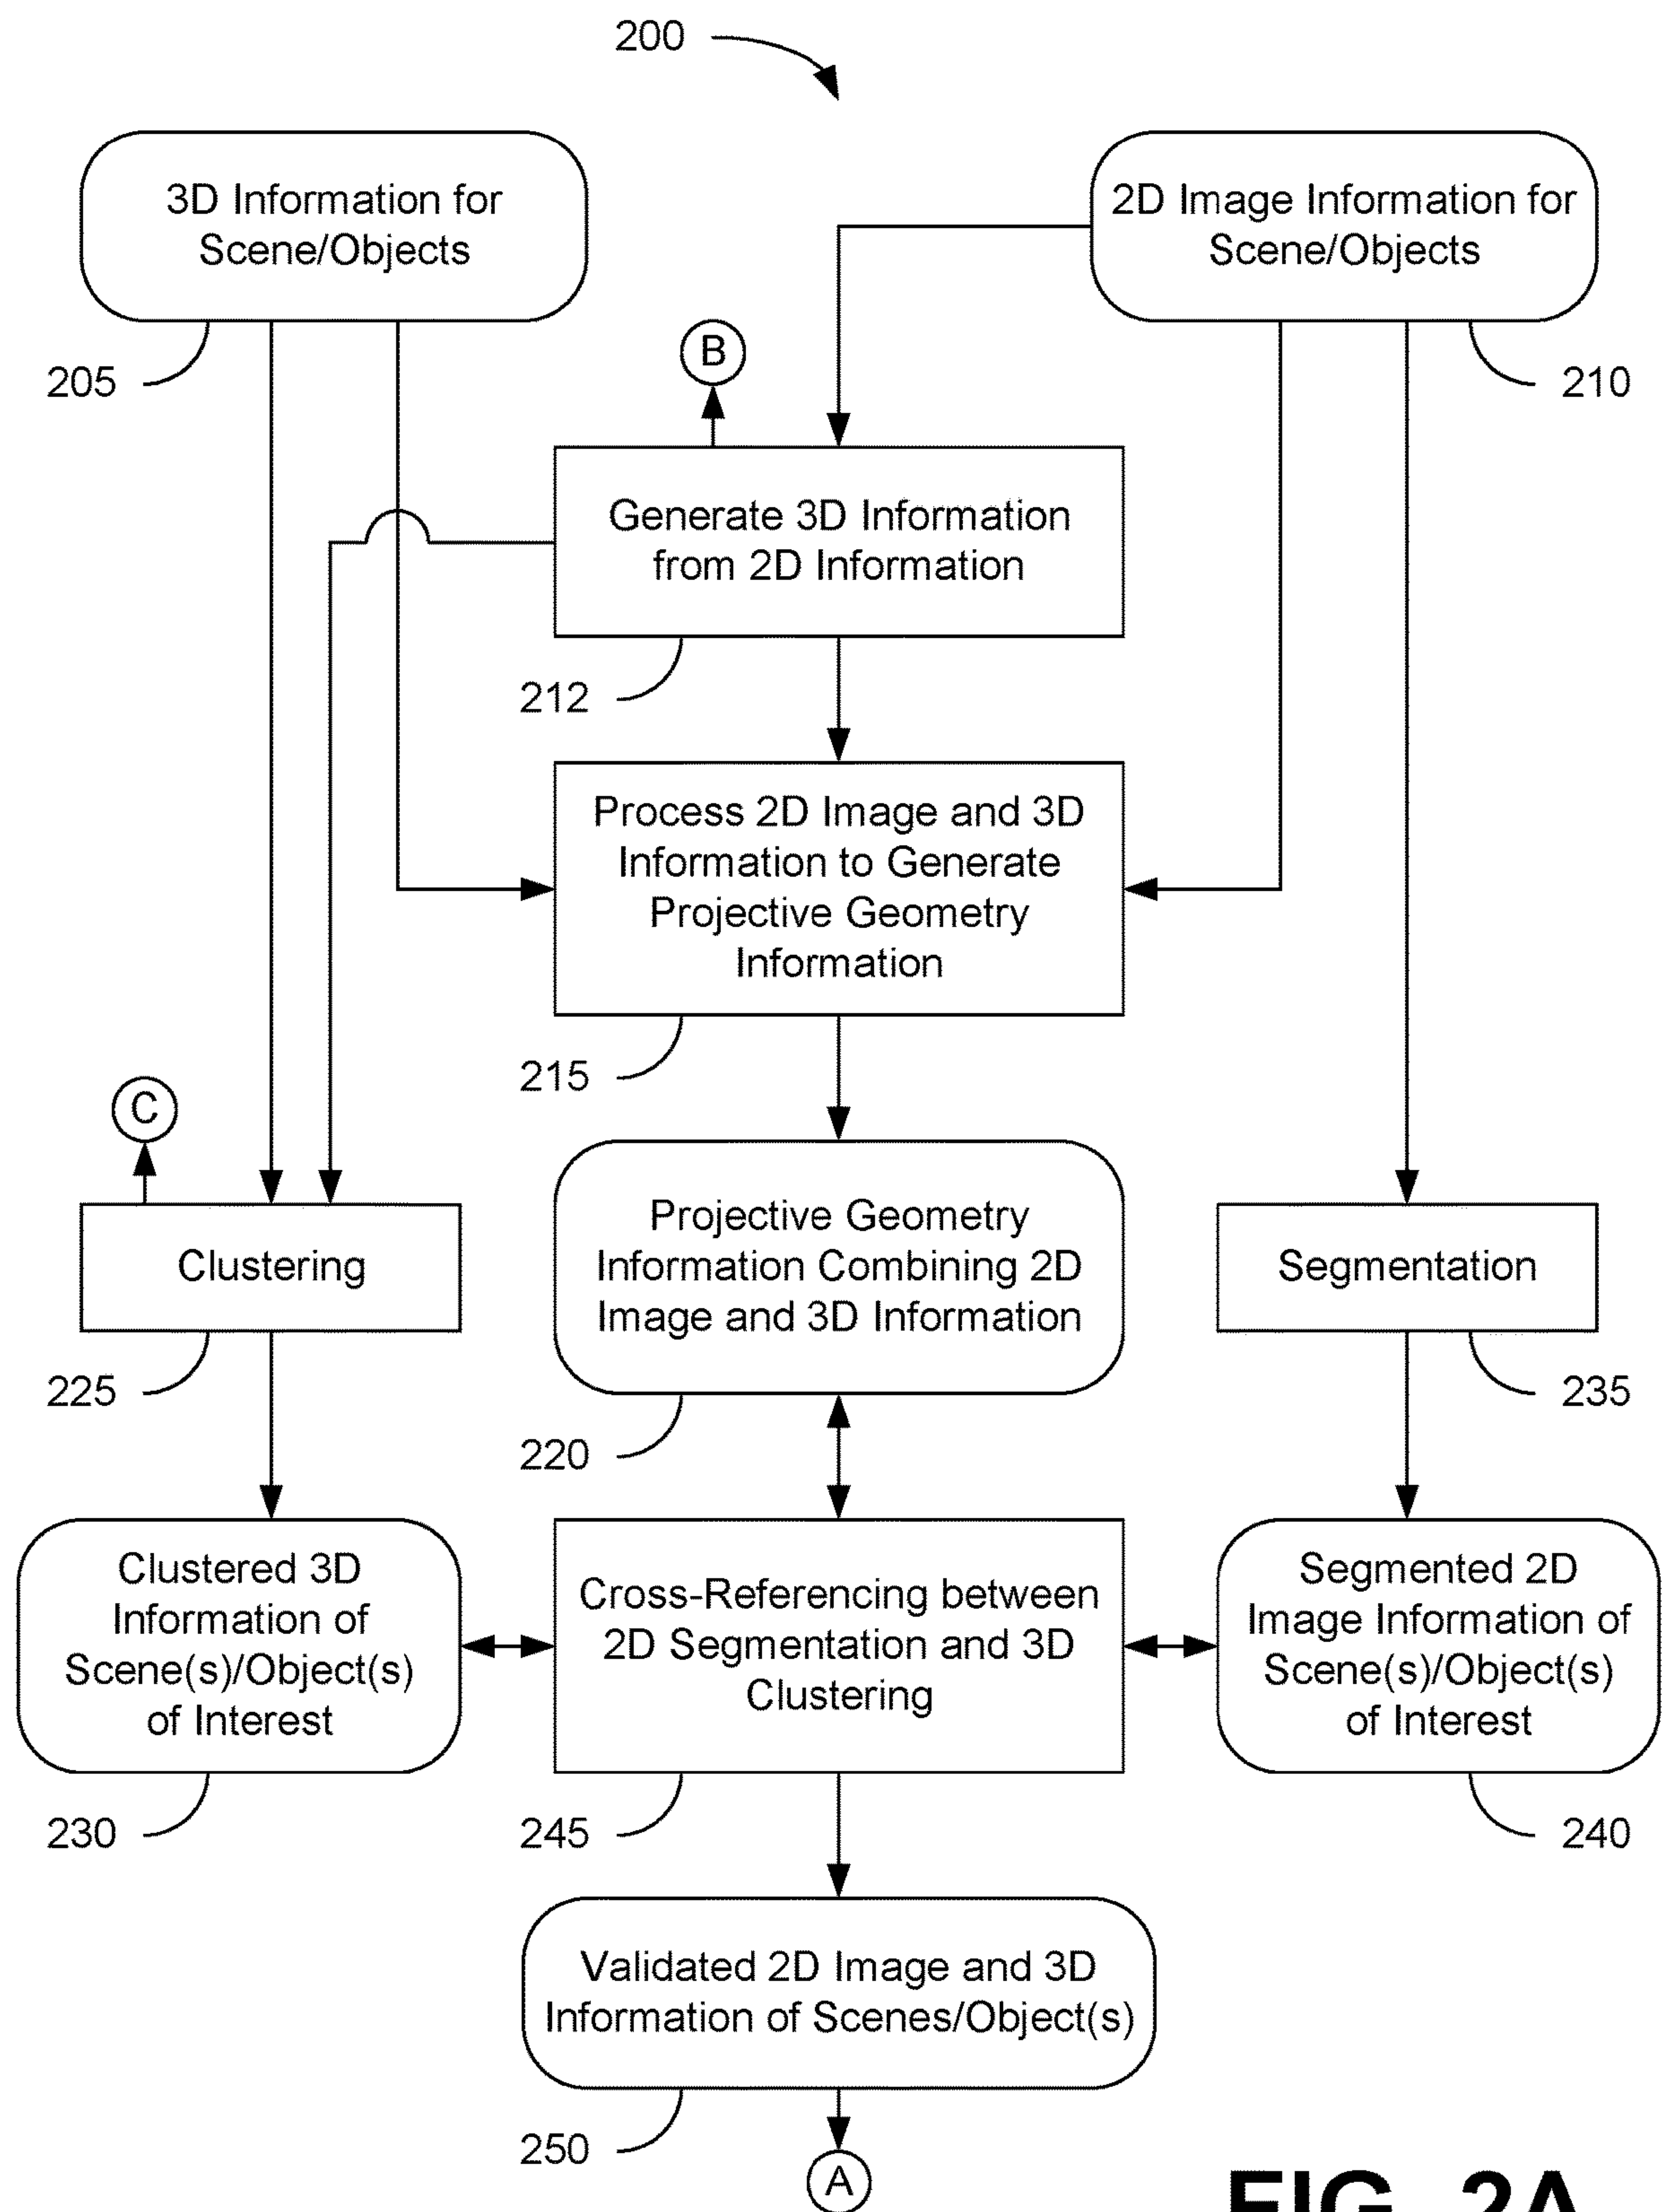 200
3D Information for
Scene/Objects
2D Image Information for
Scene/Objects
205
B
210
Generate 3D Information
from 2D Information
212
Process 2D Image and 3D
Information to Generate
Projective Geometry
Information
215
C
Clustering
Projective Geometry
Information Combining 2D
Image and 3D Information
Segmentation
225
220
235
Clustered 3D
Information of
Scene(s)/Object(s)
of Interest
Cross-Referencing between
2D Segmentation and 3D
Clustering
Segmented 2D
Image Information of
Scene(s)/Object(s)
of Interest
230
245
240
Validated 2D Image and 3D
Information of Scenes/Object(s)
250
A
FIG. 2A